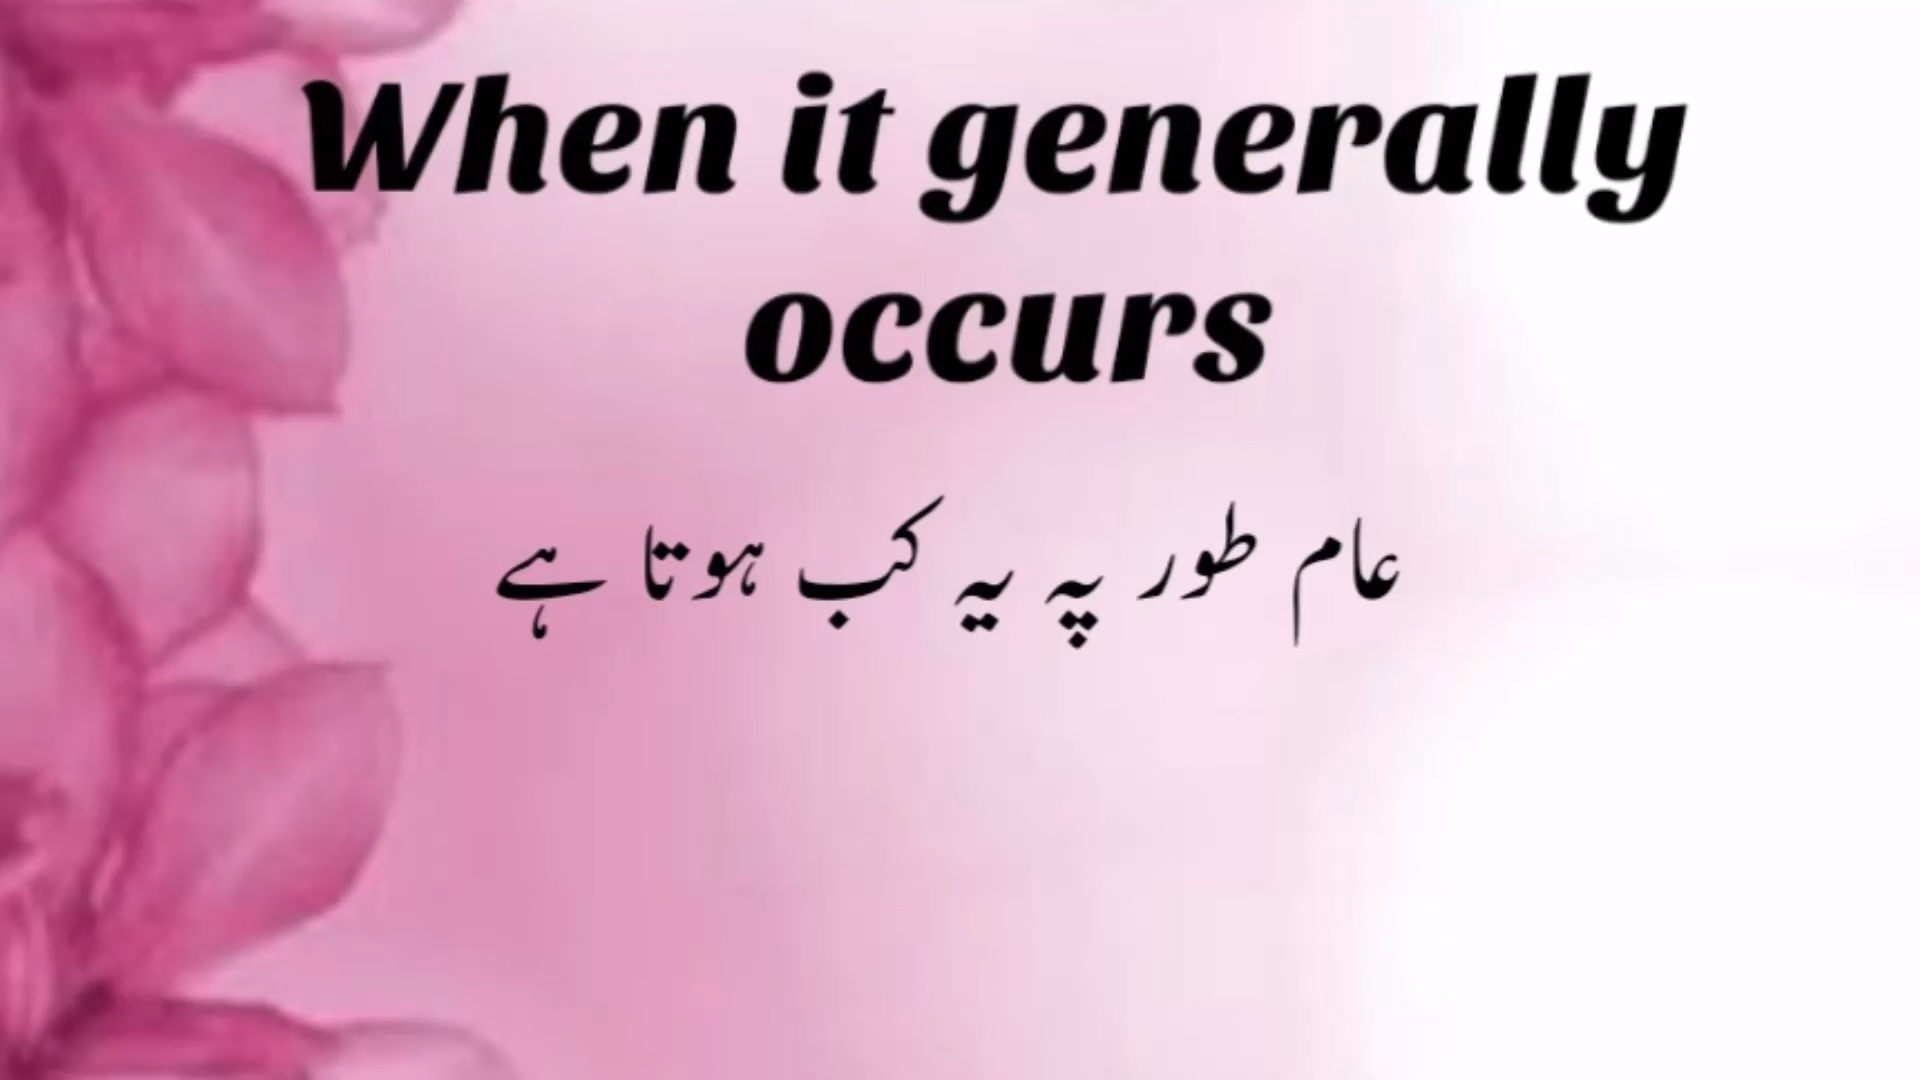 When it generally
occurs
عام طور پہ یہ کب ہوتا ہے